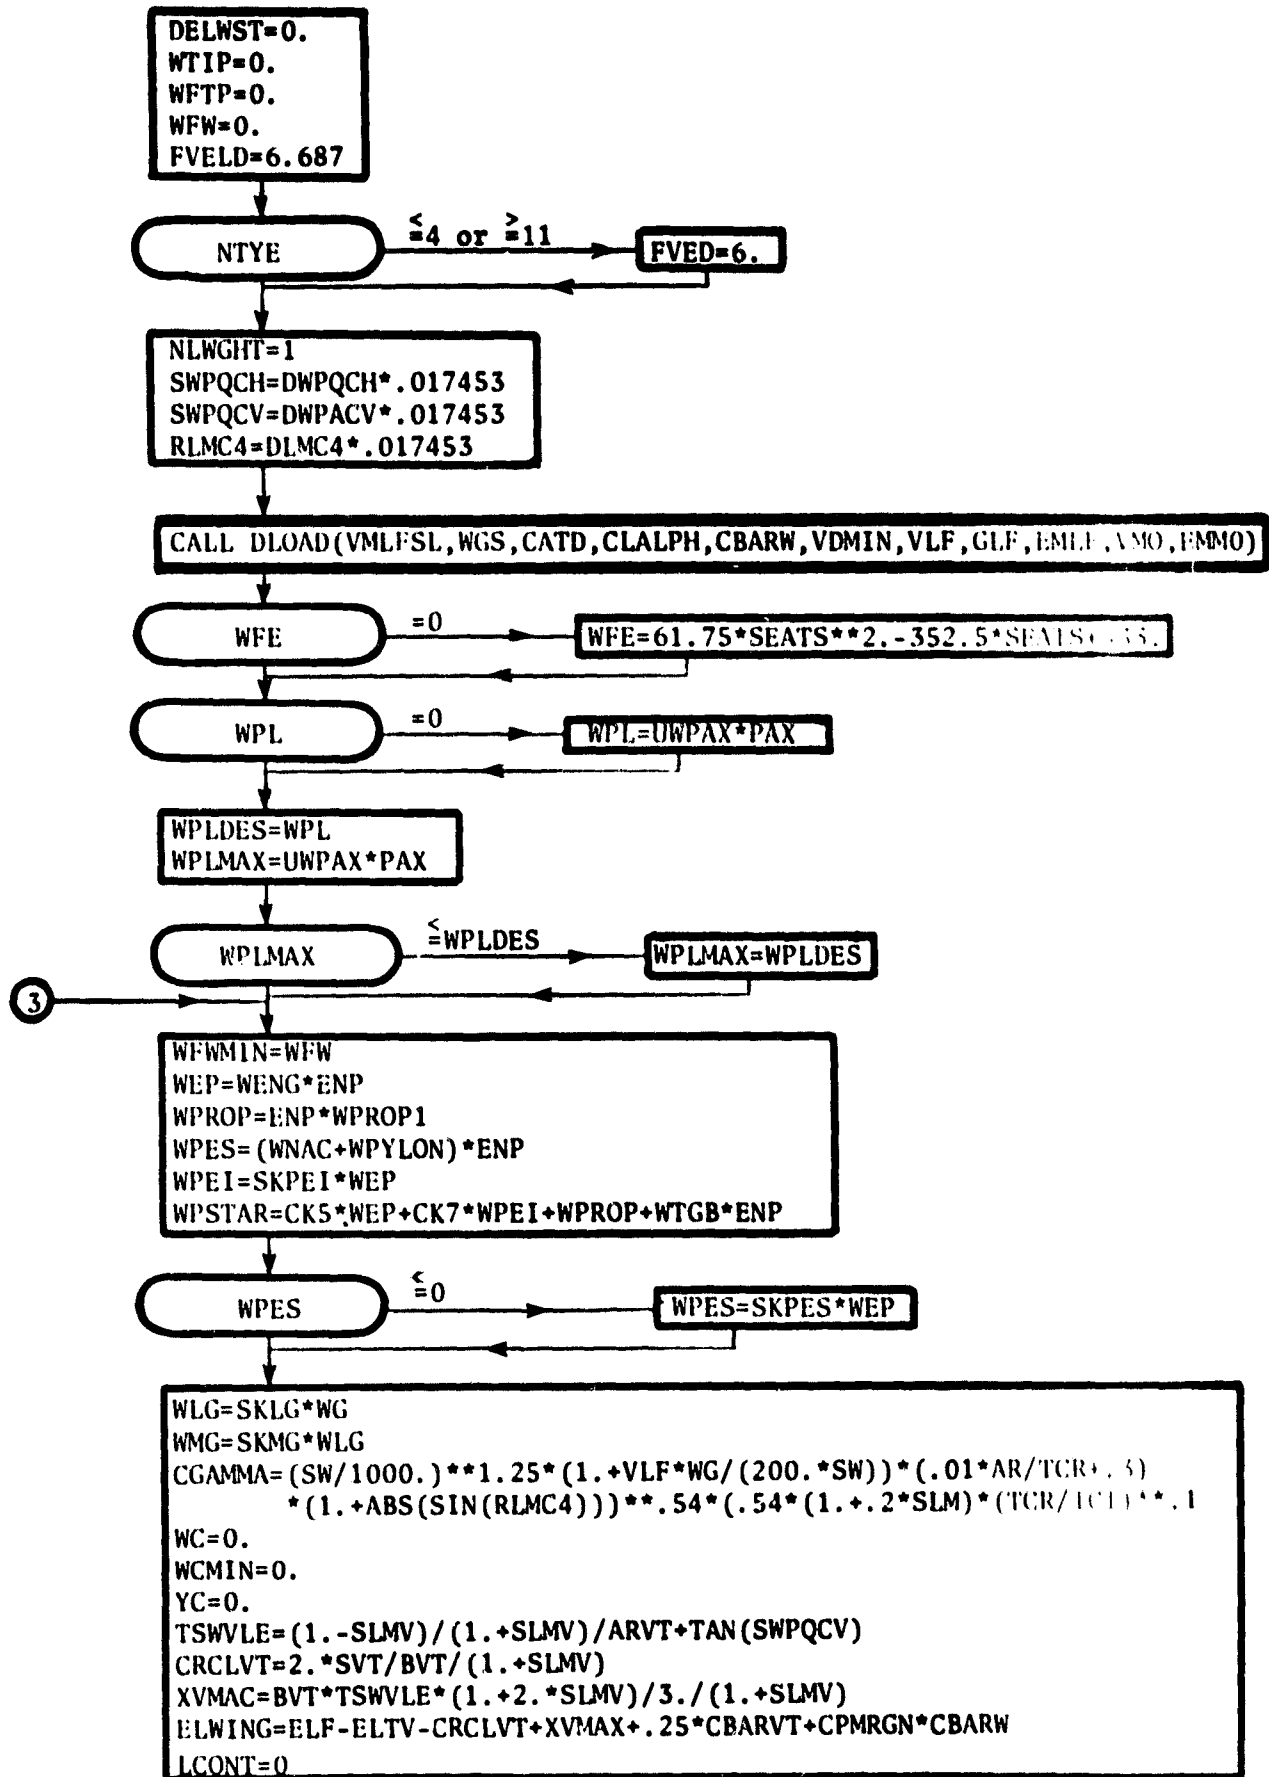 DELWST=0.
WTIP=0.
WFTP=0.
WFW=0.
FVELD=6.687
NTYE
≤4 or ≥11
FVED=6.
NLWGHT=1
SWPQCH=DWPQCH*.017453
SWPQCV=DWPACV*.017453
RLMC4=DLMC4*.017453
CALL DLOAD(VMLFSL,WGS,CATD,CLALPH,CBARW,VDMIN,VLF,GLF,EMLF,VMO,EMMO)
WFE
=0
WFE=61.75*SEATS**2.-352.5*SEATS
WPL
=0
WPL=UWPAX*PAX
WPLDES=WPL
WPLMAX=UWPAX*PAX
WPLMAX
≤WPLDES
WPLMAX=WPLDES
3
WFWMIN=WFW
WEP=WENG*ENP
WPROP=ENP*WPROP1
WPES=(WNAC+WPYLON)*ENP
WPEI=SKPEI*WEP
WPSTAR=CK5*WEP+CK7*WPEI+WPROP+WTGB*ENP
WPES
≤0
WPES=SKPES*WEP
WLG=SKLG*WG
WMG=SKMG*WLG
CGAMMA=(SW/1000.)**1.25*(1.+VLF*WG/(200.*SW))*(.01*AR/TCR+.3)
*(1.+ABS(SIN(RLMC4)))**.54*(.54*(1.+.2*SLM)*(TCR/TCT)**.1
WC=0.
WCMIN=0.
YC=0.
TSWVLE=(1.-SLMV)/(1.+SLMV)/ARVT+TAN(SWPQCV)
CRCLVT=2.*SVT/BVT/(1.+SLMV)
XVMAC=BVT*TSWVLE*(1.+2.*SLMV)/3./(1.+SLMV)
ELWING=ELF-ELTV-CRCLVT+XVMAX+.25*CBARVT+CPMRGN*CBARW
LCONT=0